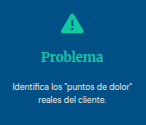 Problema
Identifica los "puntos de dolor"
reales del cliente.